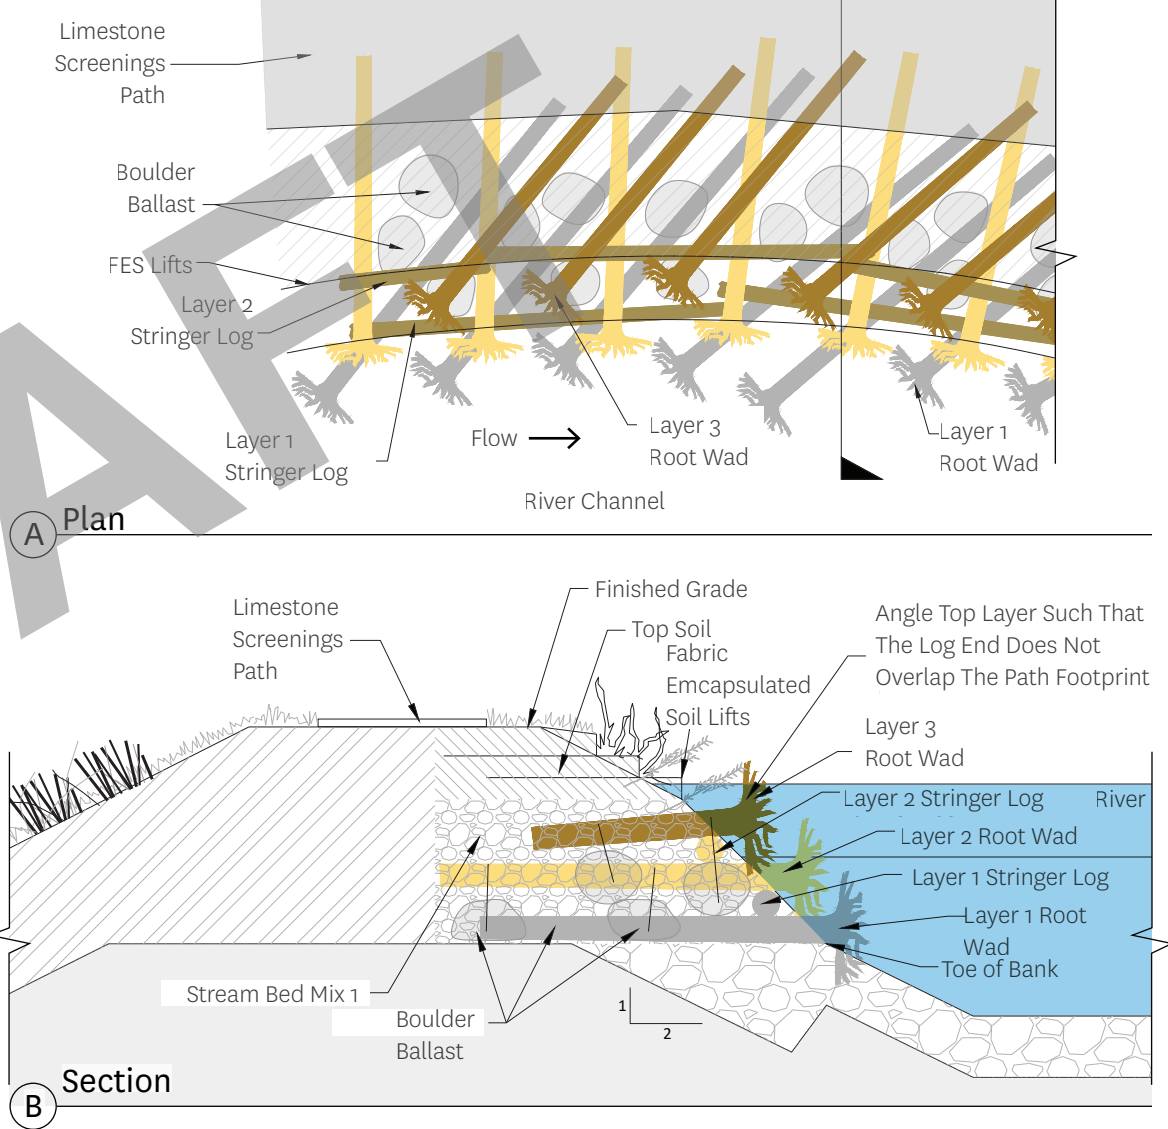 Limestone
Screenings
Path
Boulder
Ballast
FES Lifts
Layer 2
Stringer Log
Layer 1
Stringer Log
Flow
Layer 3
Root Wad
Layer 1
Root Wad
River Channel
A Plan
Limestone
Screenings
Path
Finished Grade
Top Soil
Fabric
Emcapsulated
Soil Lifts
Angle Top Layer Such That
The Log End Does Not
Overlap The Path Footprint
Layer 3
Root Wad
Layer 2 Stringer Log
River
Layer 2 Root Wad
Layer 1 Stringer Log
Layer 1 Root
Wad
Toe of Bank
Stream Bed Mix 1
Boulder
Ballast
1
2
B Section
AFT